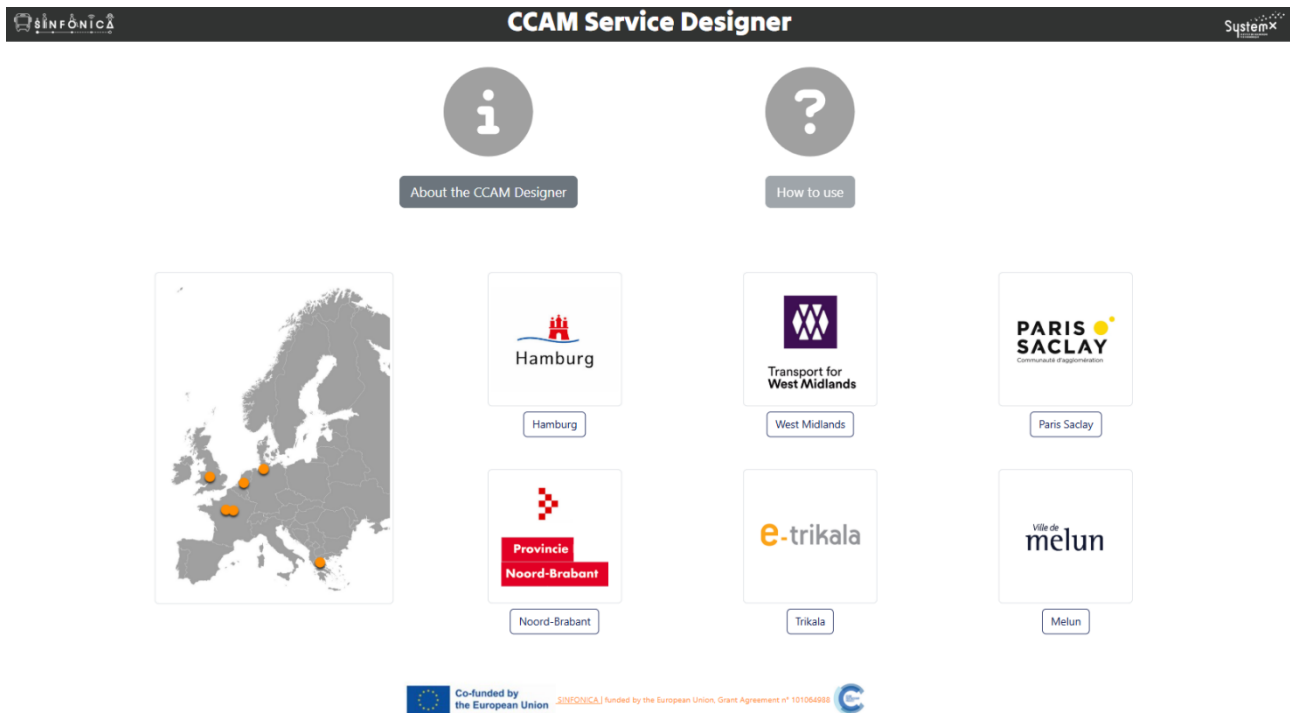 SINFONICA
CCAM Service Designer
Systemx
About the CCAM Designer
How to use
Hamburg
Transport for
West Midlands
PARIS
SACLAY
Communauté d'agglomération
Hamburg
West Midlands
Paris Saclay
Provincie
Noord-Brabant
e-trikala
Ville de
melun
Noord-Brabant
Trikala
Melun
Co-funded by
the European Union
SINFONICA | funded by the European Union, Grant Agreement n° 101064988